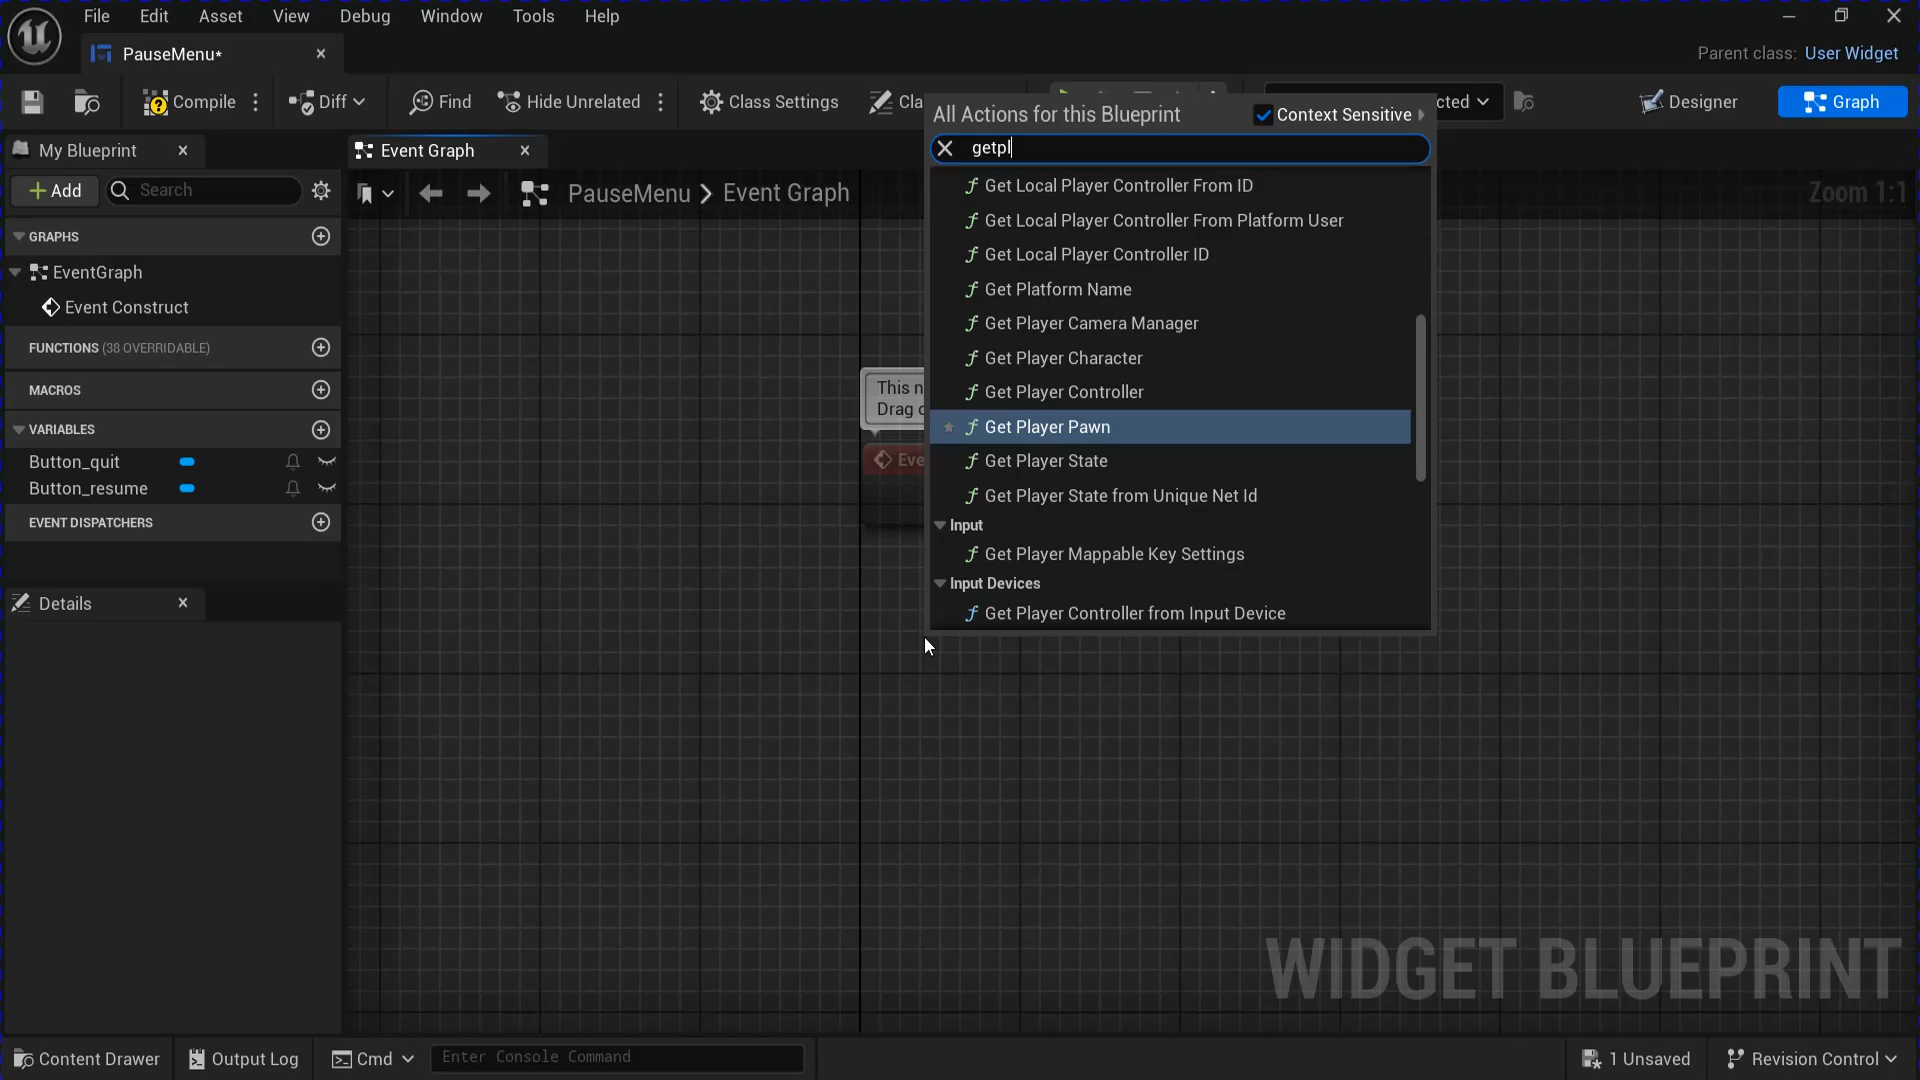 File Edit Asset View Debug Window Tools Help
PauseMenu*
Parent class: User Widget
Compile Diff Find Hide Unrelated Class Settings Cla cted Designer Graph
My Blueprint
Event Graph
Add Search
PauseMenu > Event Graph
Zoom 1:1
GRAPHS
EventGraph
Event Construct
FUNCTIONS (38 OVERRIDABLE)
MACROS
VARIABLES
Button_quit
Button_resume
EVENT DISPATCHERS
Details
This n
Drag
Eve
All Actions for this Blueprint Context Sensitive
getpl
f Get Local Player Controller From ID
f Get Local Player Controller From Platform User
f Get Local Player Controller ID
f Get Platform Name
f Get Player Camera Manager
f Get Player Character
f Get Player Controller
f Get Player Pawn
f Get Player State
f Get Player State from Unique Net Id
Input
f Get Player Mappable Key Settings
Input Devices
f Get Player Controller from Input Device
WIDGET BLUEPRINT
Content Drawer Output Log Cmd Enter Console Command 1 Unsaved Revision Control